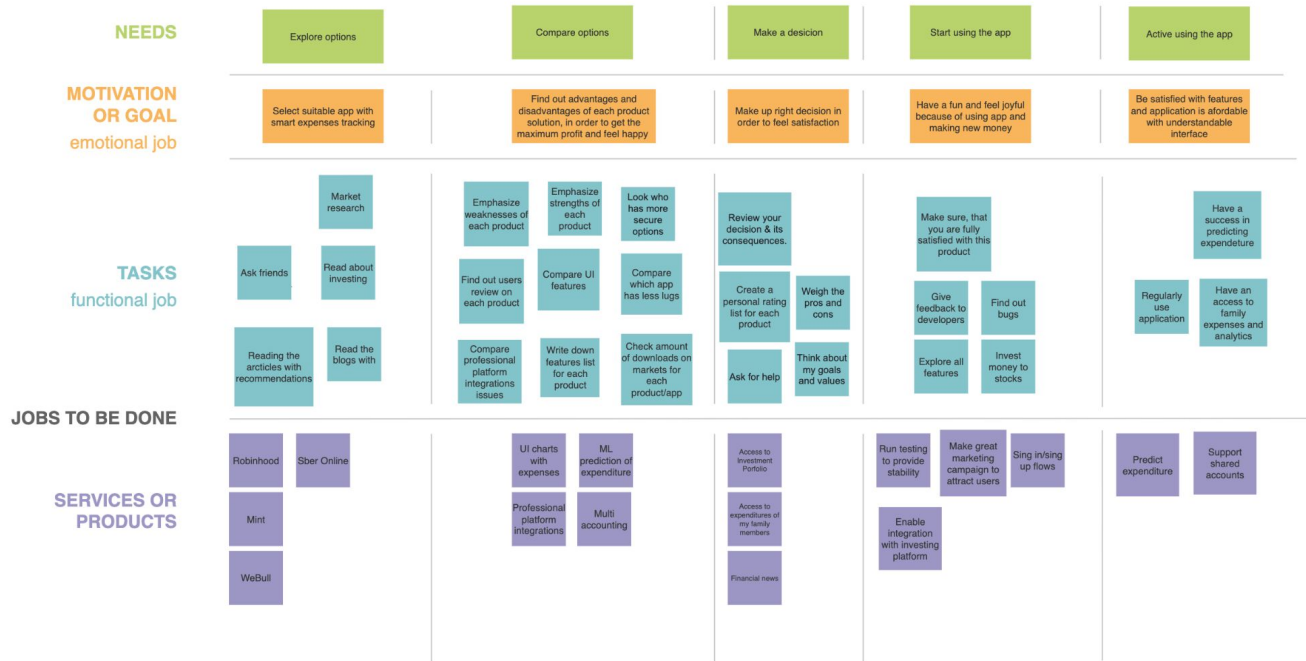 NEEDS
Explore options
Compare options
Make a desicion
Start using the app
Active using the app
MOTIVATION
OR GOAL
emotional job
Select suitable app with
smart expenses tracking
Find out advantages and
disadvantages of each product
solution, in order to get the
maximum profit and feel happy
Make up right decision in
order to feel satisfaction
Have a fun and feel joyful
because of using app and
making new money
Be satisfied with features
and application is afordable
with understandable
interface
TASKS
functional job
Market
research
Ask friends
Read about
investing
Reading the
arcticles with
recommendations
Read the
blogs with
Emphasize
weaknesses of
each product
Emphasize
strengths of
each
product
Look who
has more
secure
options
Find out users
review on
each product
Compare UI
features
Compare
which app
has less lugs
Compare
professional
platform
integrations
issues
Write down
features list
for each
product
Check amount
of downloads on
markets for
each
product/app
Review your
decision & its
consequences.
Create a
personal rating
list for each
product
Weigh the
pros and
cons
Ask for help
Think about
my goals
and values
Make sure, that
you are fully
satisfied with this
product
Give
feedback to
developers
Find out
bugs
Explore all
features
Invest
money to
stocks
Have a
success in
predicting
expendeture
Regularly
use
application
Have an
access to
family
expenses and
analytics
JOBS TO BE DONE
SERVICES OR
PRODUCTS
Robinhood
Sber Online
Mint
WeBull
UI charts
with
expenses
ML
prediction of
expenditure
Professional
platform
integrations
Multi
accounting
Access to
Investment
Porfolio
Access to
expenditures of
my family
members
Financial news
Run testing
to provide
stability
Make great
marketing
campaign to
attract users
Sing in/sing
up flows
Enable
integration
with investing
platform
Predict
expenditure
Support
shared
accounts